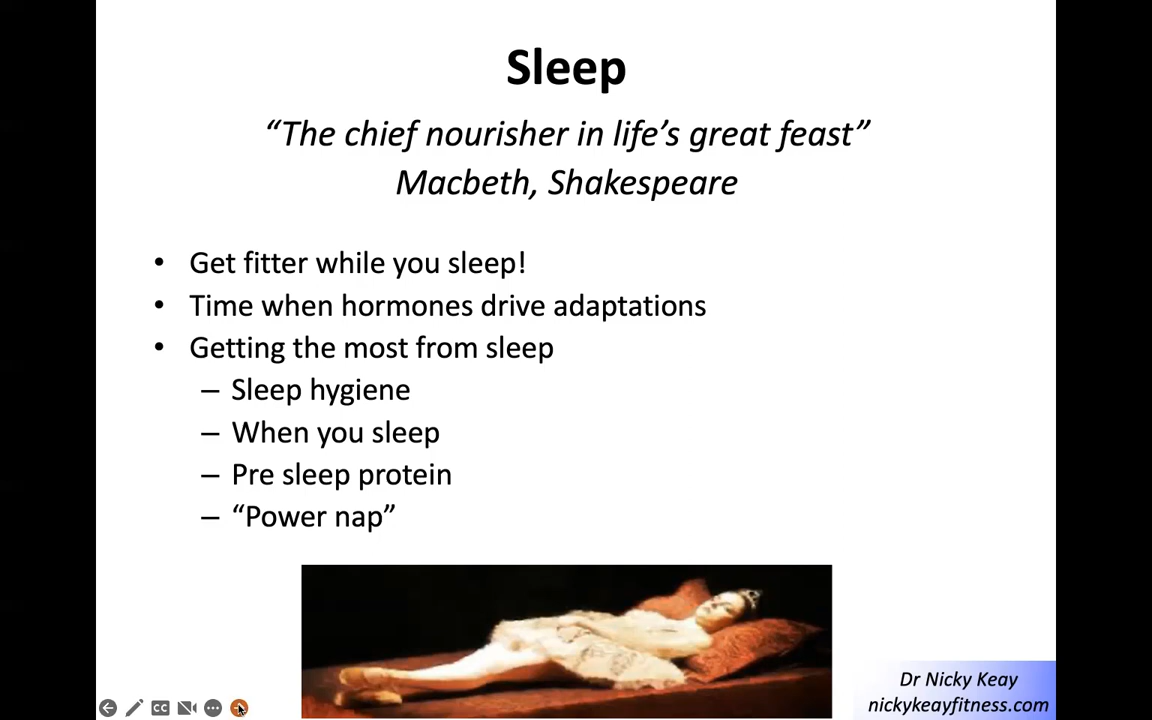 Sleep
“The chief nourisher in life’s great feast”
Macbeth, Shakespeare
• Get fitter while you sleep!
• Time when hormones drive adaptations
• Getting the most from sleep
– Sleep hygiene
– When you sleep
– Pre sleep protein
– “Power nap”
Dr Nicky Keay
nickykeayfitness.com
CC